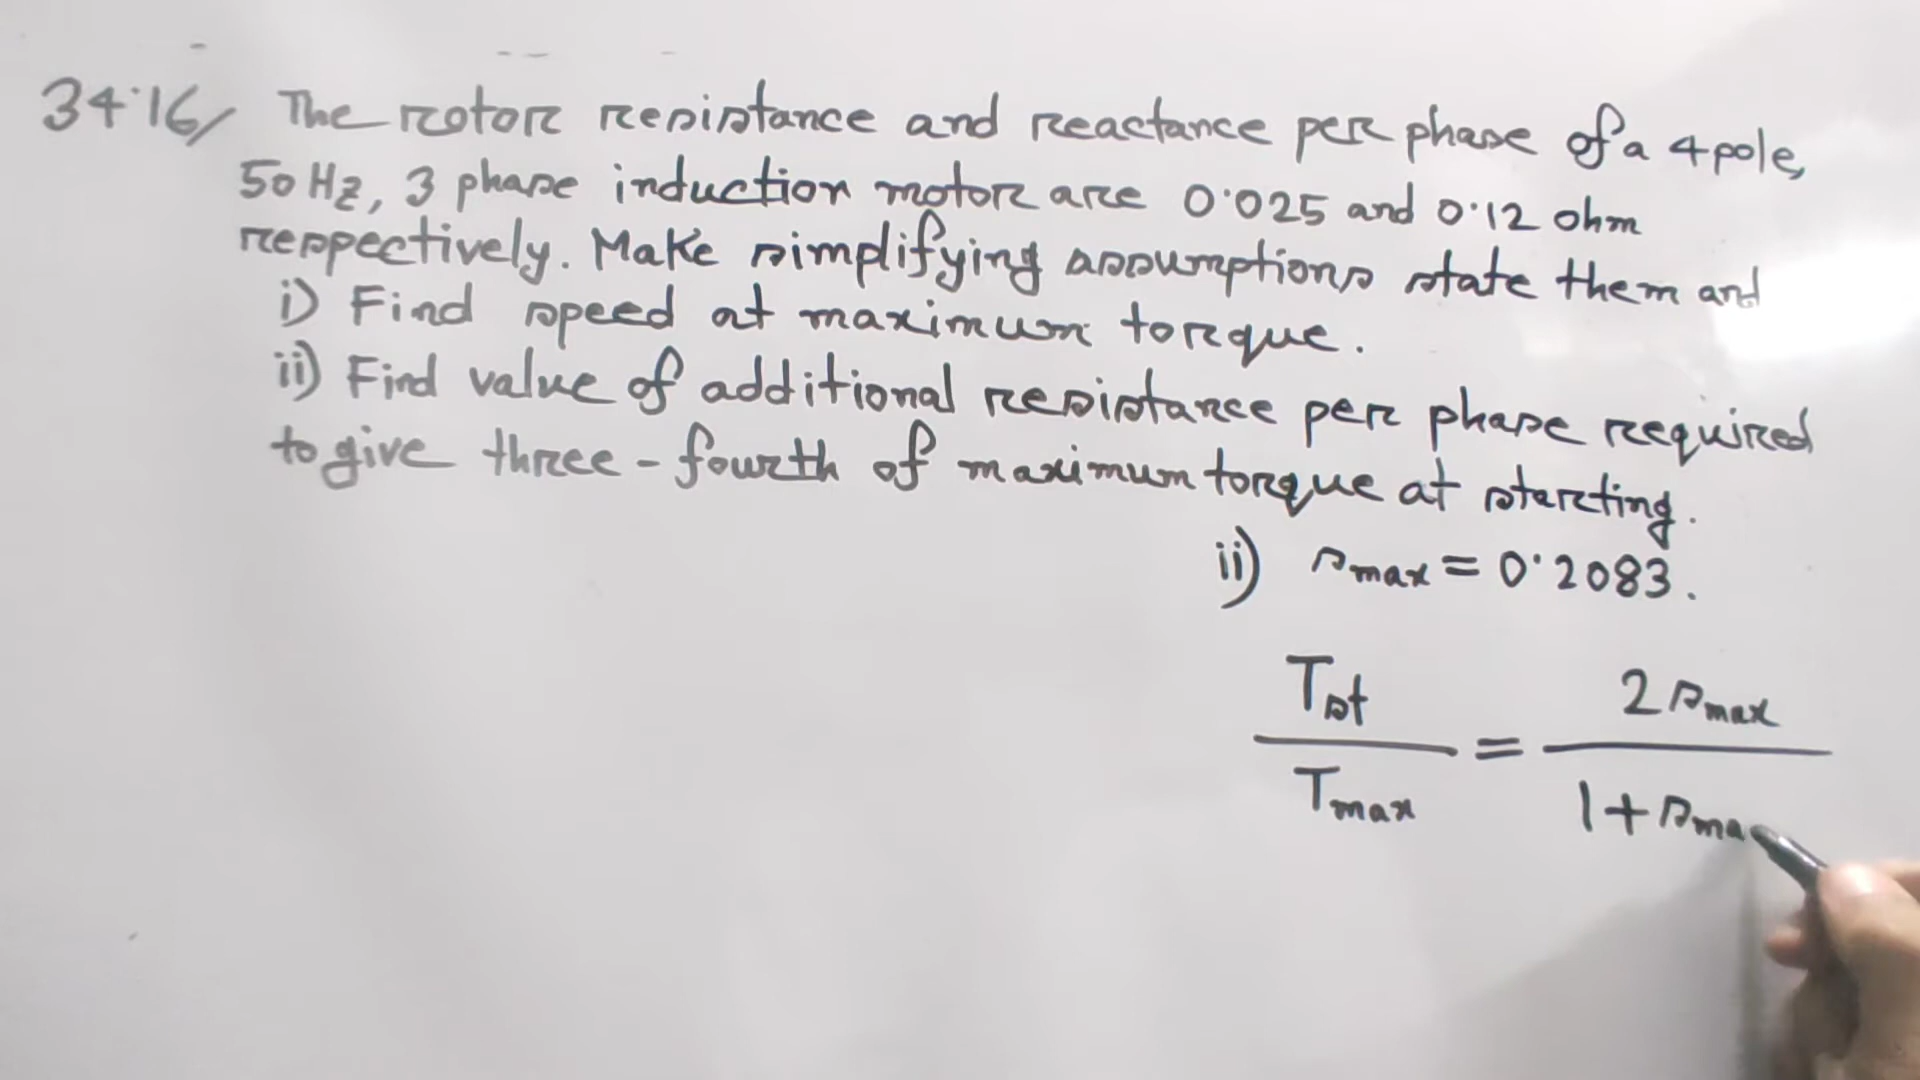 34.16/ The rotor resistance and reactance per phase of a 4 pole,
50 Hz, 3 phase induction motor are 0.025 and 0.12 ohm
respectively. Make simplifying assumptions state them and
i) Find speed at maximum torque.
ii) Find value of additional resistance per phase required
to give three-fourth of maximum torque at starting.
ii) smax = 0.2083.
Tst / Tmax = 2 smax / 1 + sma